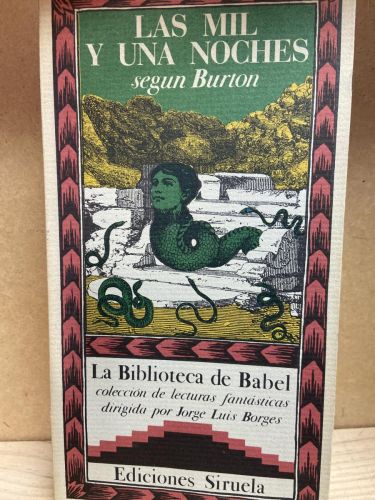 LAS MIL
Y UNA NOCHES
segun Burton
La Biblioteca de Babel
colección de lecturas fantásticas
dirigida por Jorge Luis Borges
Ediciones Siruela